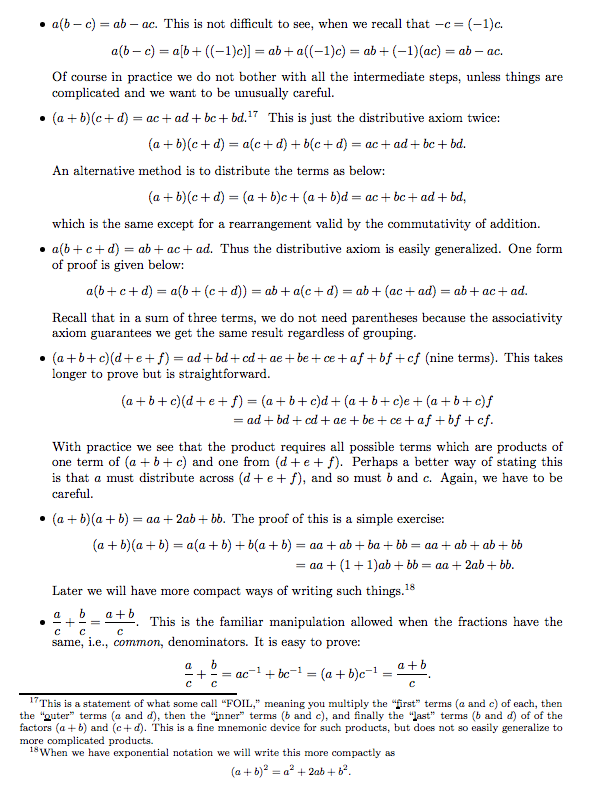 • a(b − c) = ab − ac. This is not difficult to see, when we recall that −c = (−1)c.
a(b − c) = a[b + ((−1)c)] = ab + a((−1)c) = ab + (−1)(ac) = ab − ac.
Of course in practice we do not bother with all the intermediate steps, unless things are
complicated and we want to be unusually careful.
• (a + b)(c + d) = ac + ad + bc + bd.¹⁷ This is just the distributive axiom twice:
(a + b)(c + d) = a(c + d) + b(c + d) = ac + ad + bc + bd.
An alternative method is to distribute the terms as below:
(a + b)(c + d) = (a + b)c + (a + b)d = ac + bc + ad + bd,
which is the same except for a rearrangement valid by the commutativity of addition.
• a(b + c + d) = ab + ac + ad. Thus the distributive axiom is easily generalized. One form
of proof is given below:
a(b + c + d) = a(b + (c + d)) = ab + a(c + d) = ab + (ac + ad) = ab + ac + ad.
Recall that in a sum of three terms, we do not need parentheses because the associativity
axiom guarantees we get the same result regardless of grouping.
• (a + b + c)(d + e + f) = ad + bd + cd + ae + be + ce + af + bf + cf (nine terms). This takes
longer to prove but is straightforward.
(a + b + c)(d + e + f) = (a + b + c)d + (a + b + c)e + (a + b + c)f
= ad + bd + cd + ae + be + ce + af + bf + cf.
With practice we see that the product requires all possible terms which are products of
one term of (a + b + c) and one from (d + e + f). Perhaps a better way of stating this
is that a must distribute across (d + e + f), and so must b and c. Again, we have to be
careful.
• (a + b)(a + b) = aa + 2ab + bb. The proof of this is a simple exercise:
(a + b)(a + b) = a(a + b) + b(a + b) = aa + ab + ba + bb = aa + ab + ab + bb
= aa + (1 + 1)ab + bb = aa + 2ab + bb.
Later we will have more compact ways of writing such things.¹⁸
• a/c + b/c = (a + b)/c. This is the familiar manipulation allowed when the fractions have the
same, i.e., common, denominators. It is easy to prove:
a/c + b/c = ac⁻¹ + bc⁻¹ = (a + b)c⁻¹ = (a + b)/c.
¹⁷This is a statement of what some call “FOIL,” meaning you multiply the “first” terms (a and c) of each, then
the “outer” terms (a and d), then the “inner” terms (b and c), and finally the “last” terms (b and d) of of the
factors (a + b) and (c + d). This is a fine mnemonic device for such products, but does not so easily generalize to
more complicated products.
¹⁸When we have exponential notation we will write this more compactly as
(a + b)² = a² + 2ab + b².